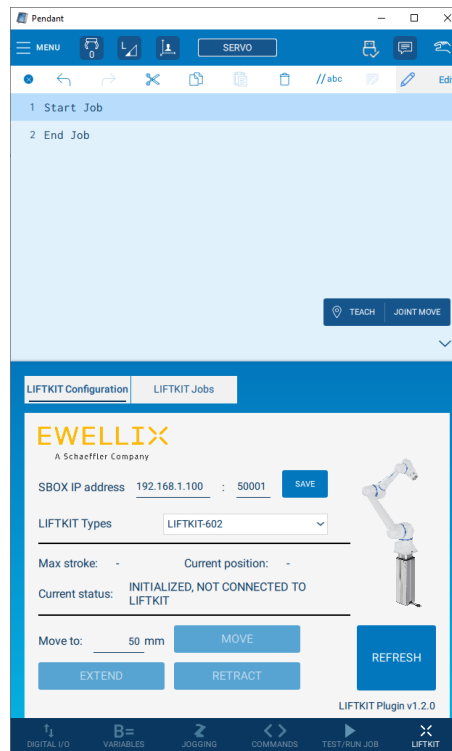 Pendant
MENU
0
SERVO
// abc
Edi
1 Start Job
2 End Job
TEACH JOINT MOVE
LIFTKIT Configuration LIFTKIT Jobs
EWELLIX
A Schaeffler Company
SBOX IP address 192.168.1.100 : 50001 SAVE
LIFTKIT Types LIFTKIT-602
Max stroke: - Current position: -
Current status: INITIALIZED, NOT CONNECTED TO
LIFTKIT
Move to: 50 mm MOVE
EXTEND RETRACT
REFRESH
LIFTKIT Plugin v1.2.0
DIGITAL I/O VARIABLES JOGGING COMMANDS TEST/RUN JOB LIFTKIT